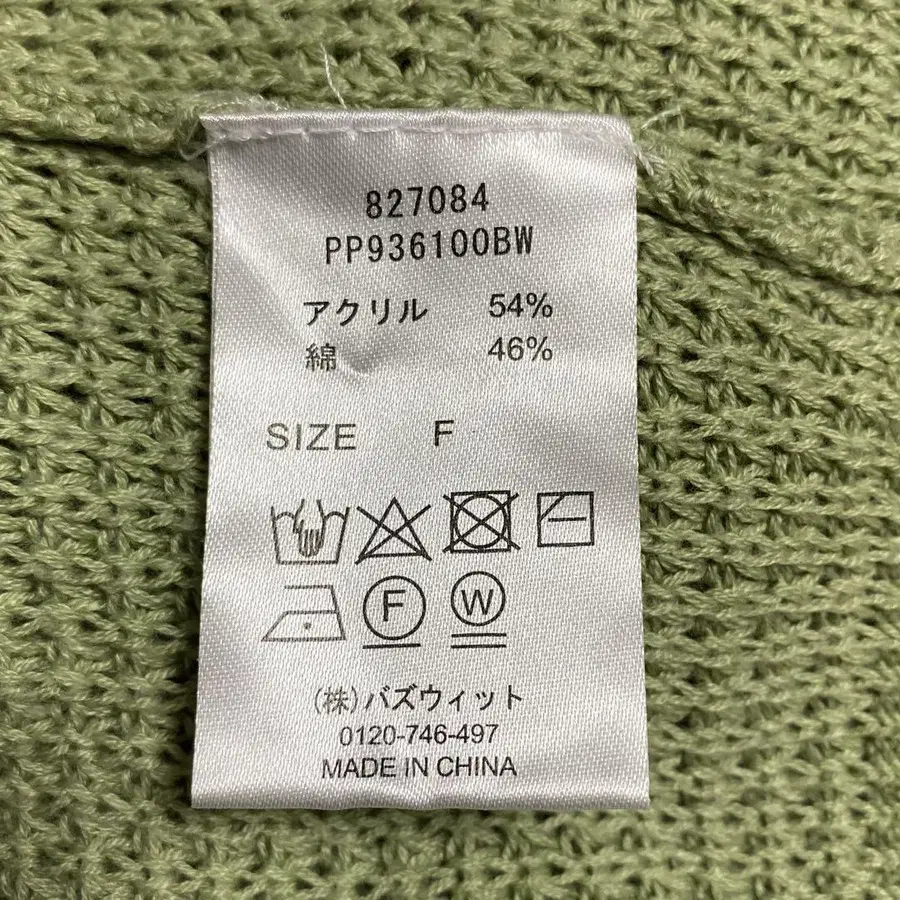 827084
PP936100BW
アクリル 54%
綿 46%
SIZE F
F W
(株)バズウィット
0120-746-497
MADE IN CHINA